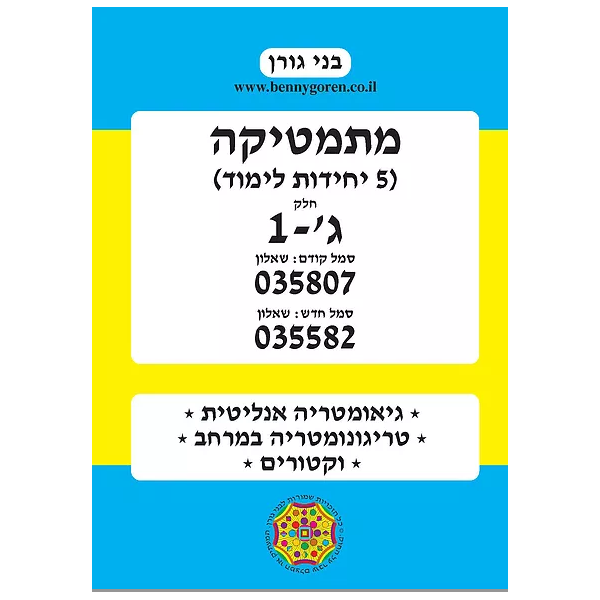 בני גורן
www.bennygoren.co.il
מתמטיקה
(5 יחידות לימוד)
חלק
ג'-1
סמל קודם: שאלון
035807
סמל חדש: שאלון
035582
★ גיאומטריה אנליטית ★
★ טריגונומטריה במרחב ★
★ וקטורים ★